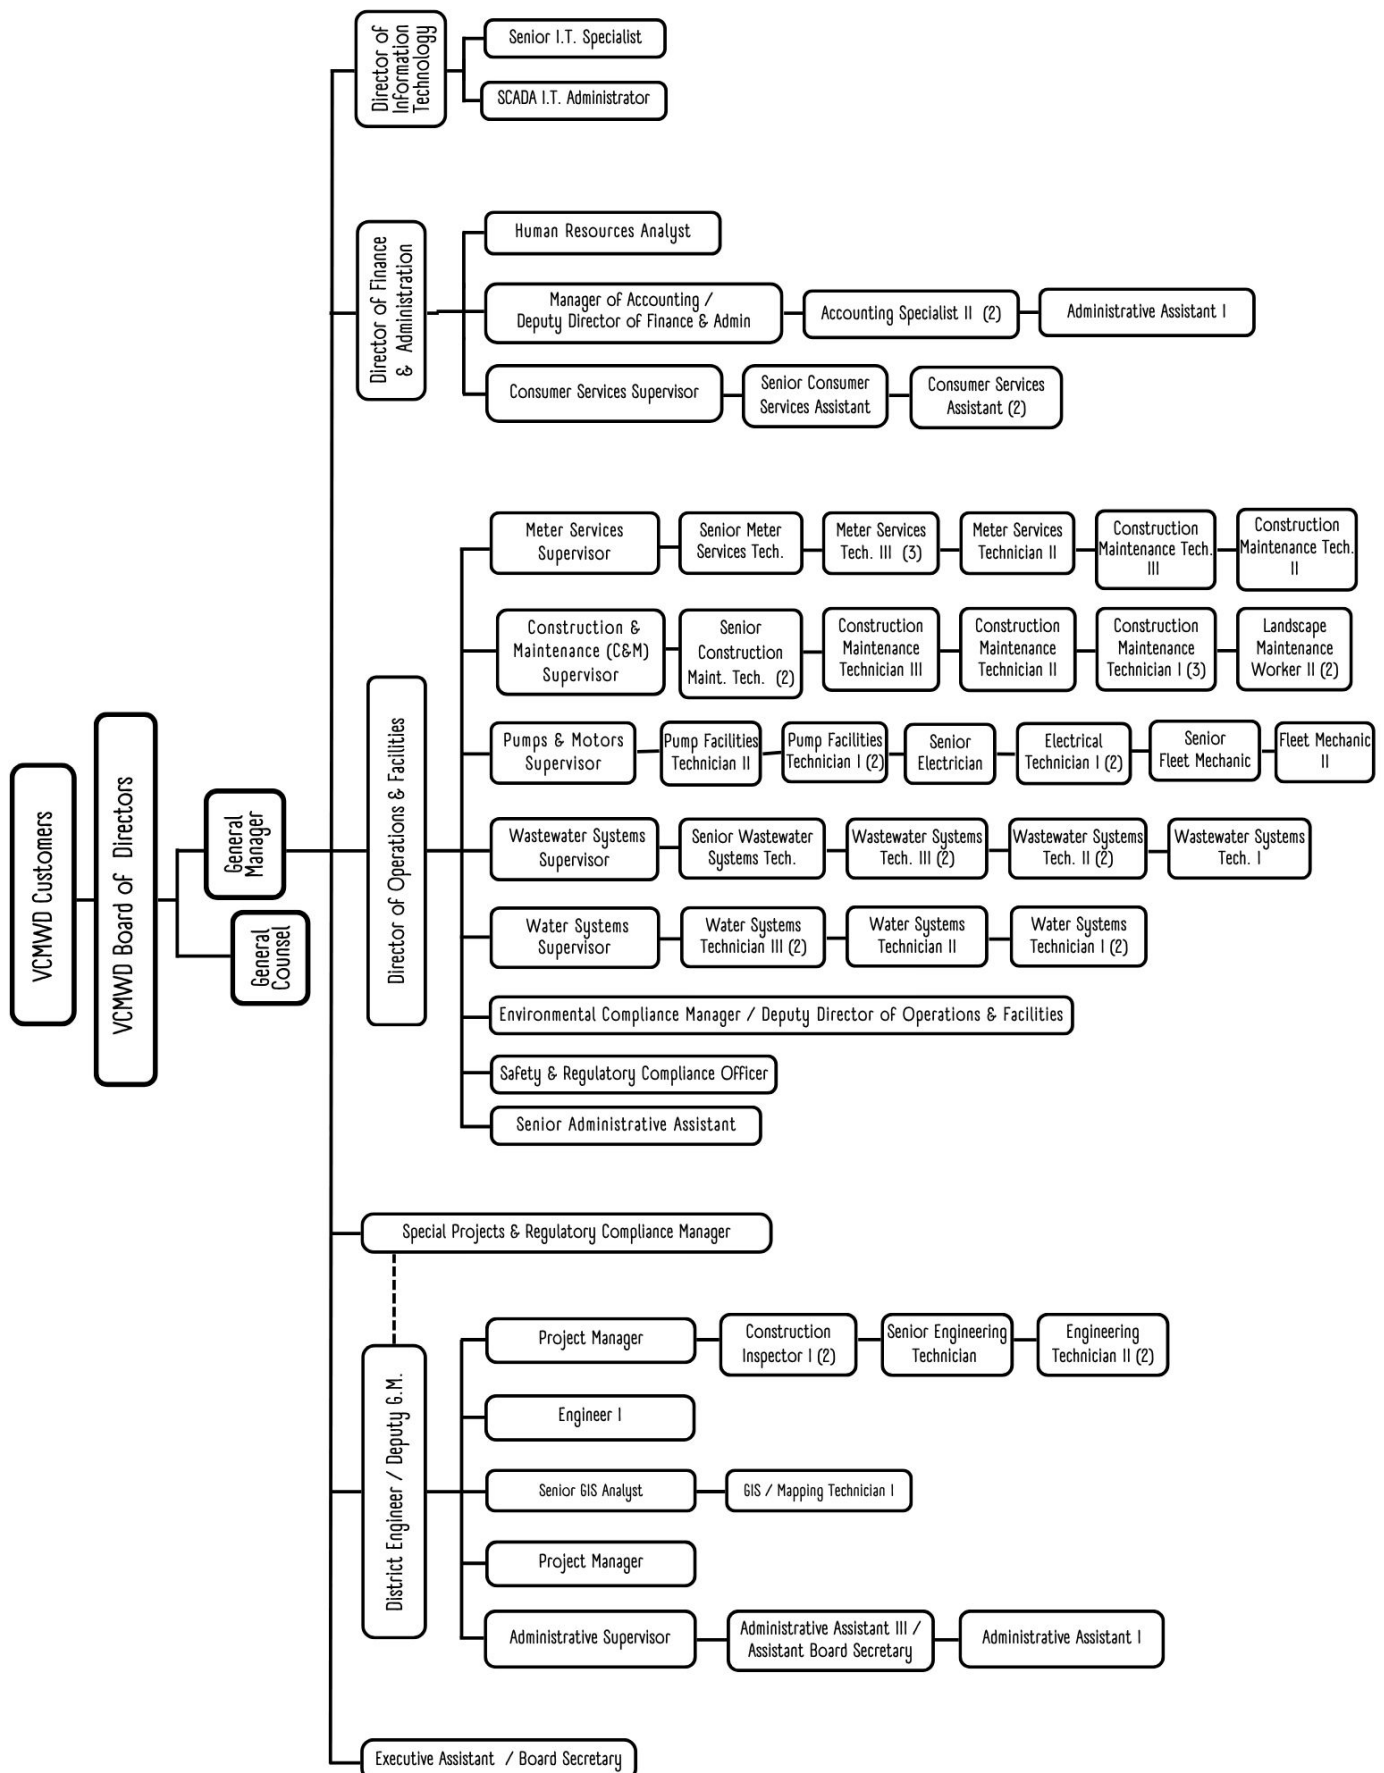 VCMWD Customers
VCMWD Board of Directors
General
Manager
General
Counsel
Director of
Information
Technology
Senior I.T. Specialist
SCADA I.T. Administrator
Director of Finance
& Administration
Human Resources Analyst
Manager of Accounting /
Deputy Director of Finance & Admin
Accounting Specialist II (2)
Administrative Assistant I
Consumer Services Supervisor
Senior Consumer
Services Assistant
Consumer Services
Assistant (2)
Director of Operations & Facilities
Meter Services
Supervisor
Senior Meter
Services Tech.
Meter Services
Tech. III (3)
Meter Services
Technician II
Construction
Maintenance Tech.
III
Construction
Maintenance Tech.
II
Construction &
Maintenance (C&M)
Supervisor
Senior
Construction
Maint. Tech. (2)
Construction
Maintenance
Technician III
Construction
Maintenance
Technician II
Construction
Maintenance
Technician I (3)
Landscape
Maintenance
Worker II (2)
Pumps & Motors
Supervisor
Pump Facilities
Technician II
Pump Facilities
Technician I (2)
Senior
Electrician
Electrical
Technician I (2)
Senior
Fleet Mechanic
Fleet Mechanic
II
Wastewater Systems
Supervisor
Senior Wastewater
Systems Tech.
Wastewater Systems
Tech. III (2)
Wastewater Systems
Tech. II (2)
Wastewater Systems
Tech. I
Water Systems
Supervisor
Water Systems
Technician III (2)
Water Systems
Technician II
Water Systems
Technician I (2)
Environmental Compliance Manager / Deputy Director of Operations & Facilities
Safety & Regulatory Compliance Officer
Senior Administrative Assistant
Special Projects & Regulatory Compliance Manager
District Engineer / Deputy G.M.
Project Manager
Construction
Inspector I (2)
Senior Engineering
Technician
Engineering
Technician II (2)
Engineer I
Senior GIS Analyst
GIS / Mapping Technician I
Project Manager
Administrative Supervisor
Administrative Assistant III /
Assistant Board Secretary
Administrative Assistant I
Executive Assistant / Board Secretary